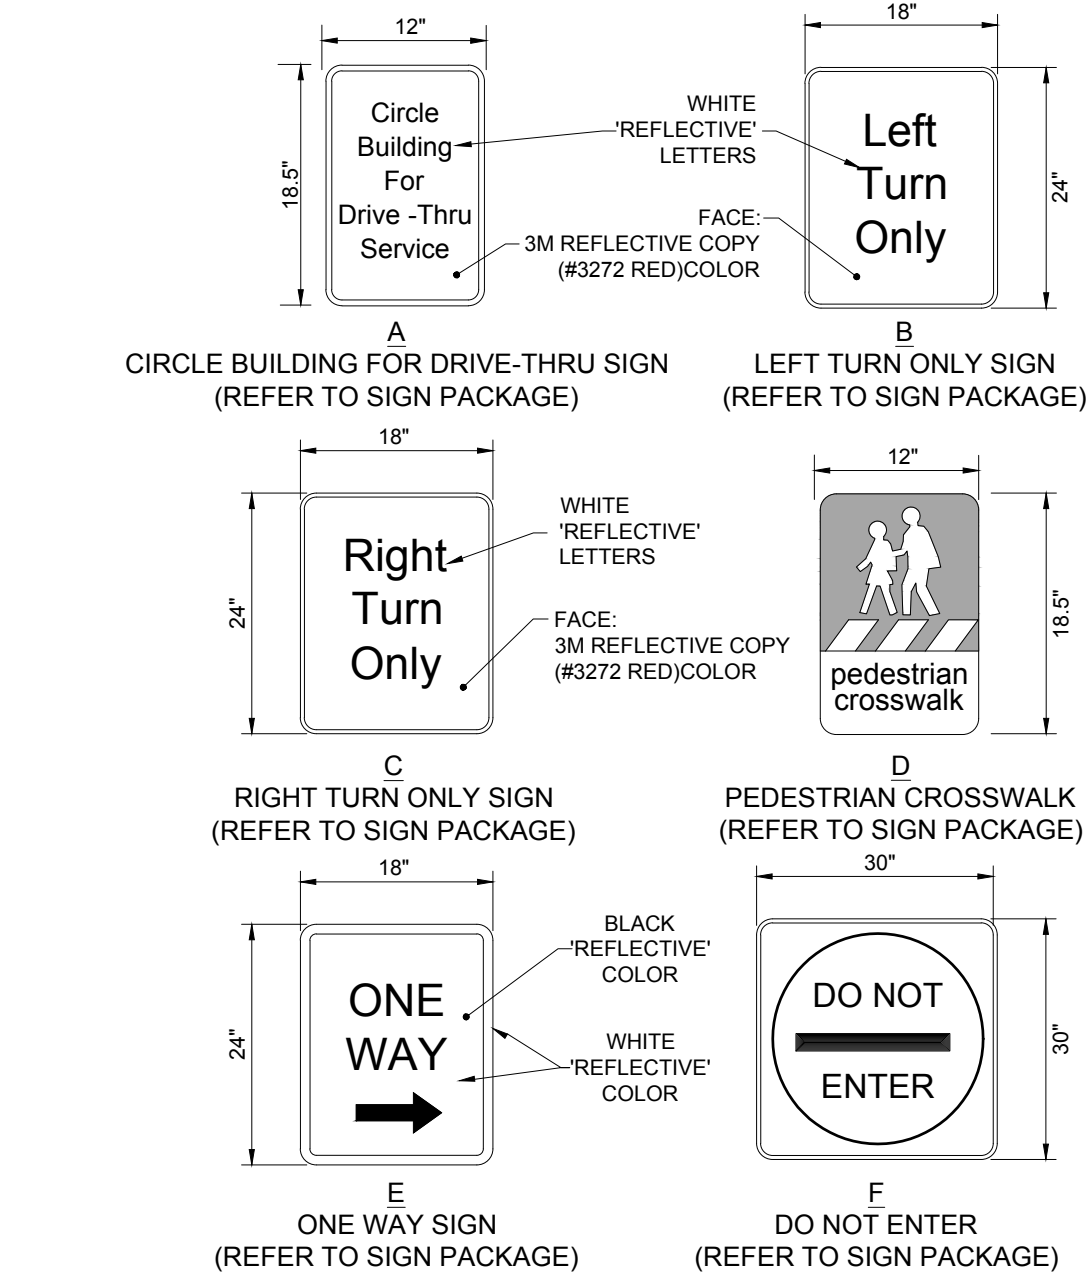 12"
18.5"
Circle
Building
For
Drive -Thru
Service
WHITE
'REFLECTIVE'
LETTERS
FACE:
3M REFLECTIVE COPY
(#3272 RED)COLOR
18"
24"
Left
Turn
Only
A
CIRCLE BUILDING FOR DRIVE-THRU SIGN
(REFER TO SIGN PACKAGE)
B
LEFT TURN ONLY SIGN
(REFER TO SIGN PACKAGE)
18"
24"
Right
Turn
Only
WHITE
'REFLECTIVE'
LETTERS
FACE:
3M REFLECTIVE COPY
(#3272 RED)COLOR
12"
18.5"
pedestrian
crosswalk
C
RIGHT TURN ONLY SIGN
(REFER TO SIGN PACKAGE)
D
PEDESTRIAN CROSSWALK
(REFER TO SIGN PACKAGE)
18"
24"
ONE
WAY
BLACK
'REFLECTIVE'
COLOR
WHITE
'REFLECTIVE'
COLOR
30"
30"
DO NOT
ENTER
E
ONE WAY SIGN
(REFER TO SIGN PACKAGE)
F
DO NOT ENTER
(REFER TO SIGN PACKAGE)